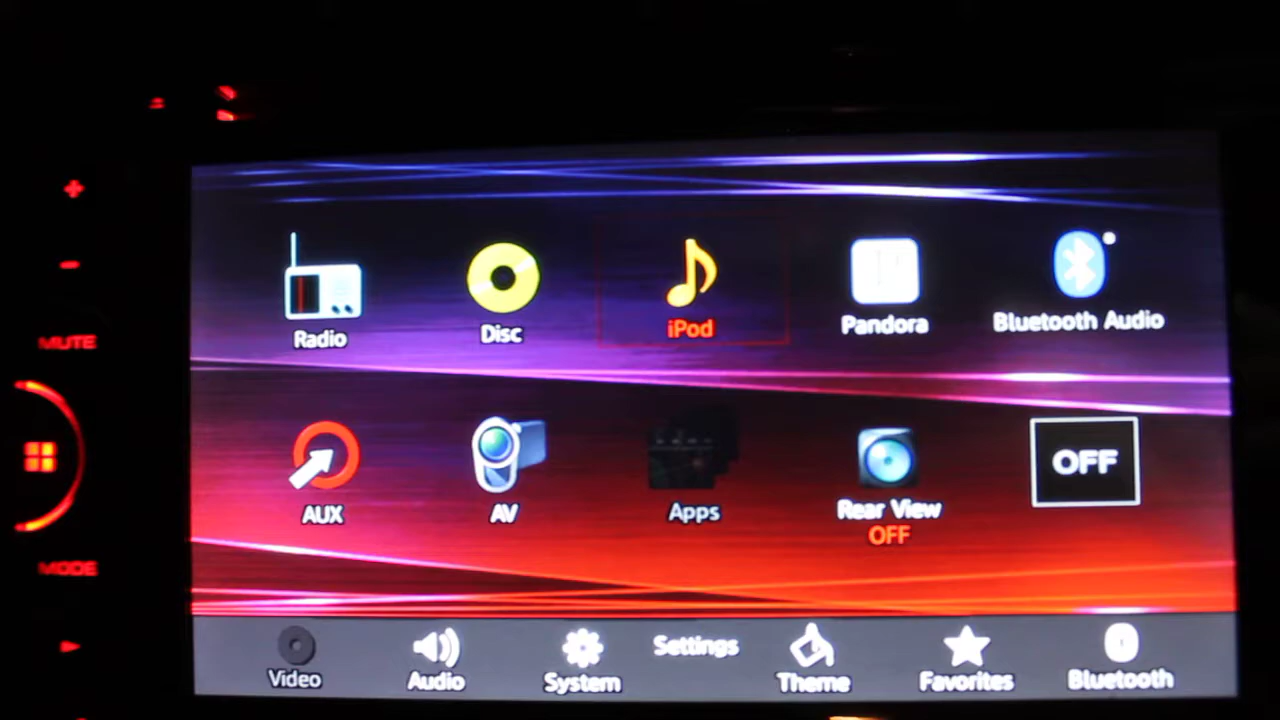 MUTE
MODE
Radio
Disc
iPod
Pandora
Bluetooth Audio
AUX
AV
Apps
Rear View
OFF
OFF
Settings
Video
Audio
System
Theme
Favorites
Bluetooth